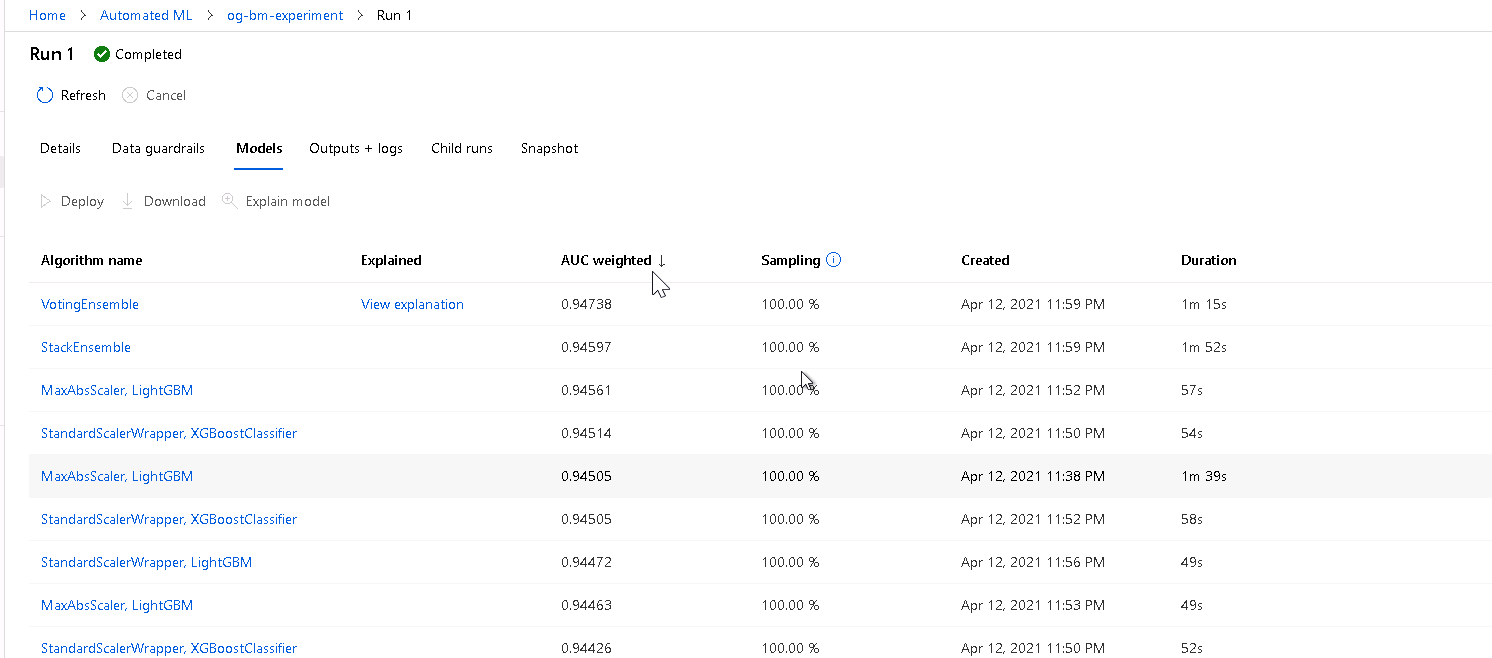 Home > Automated ML > og-bm-experiment > Run 1
Run 1 Completed
Refresh Cancel
Details Data guardrails Models Outputs + logs Child runs Snapshot
Deploy Download Explain model
Algorithm name Explained AUC weighted ↓ Sampling Created Duration
VotingEnsemble View explanation 0.94738 100.00 % Apr 12, 2021 11:59 PM 1m 15s
StackEnsemble 0.94597 100.00 % Apr 12, 2021 11:59 PM 1m 52s
MaxAbsScaler, LightGBM 0.94561 100.00 % Apr 12, 2021 11:52 PM 57s
StandardScalerWrapper, XGBoostClassifier 0.94514 100.00 % Apr 12, 2021 11:50 PM 54s
MaxAbsScaler, LightGBM 0.94505 100.00 % Apr 12, 2021 11:38 PM 1m 39s
StandardScalerWrapper, XGBoostClassifier 0.94505 100.00 % Apr 12, 2021 11:52 PM 58s
StandardScalerWrapper, LightGBM 0.94472 100.00 % Apr 12, 2021 11:56 PM 49s
MaxAbsScaler, LightGBM 0.94463 100.00 % Apr 12, 2021 11:53 PM 49s
StandardScalerWrapper, XGBoostClassifier 0.94426 100.00 % Apr 12, 2021 11:50 PM 52s